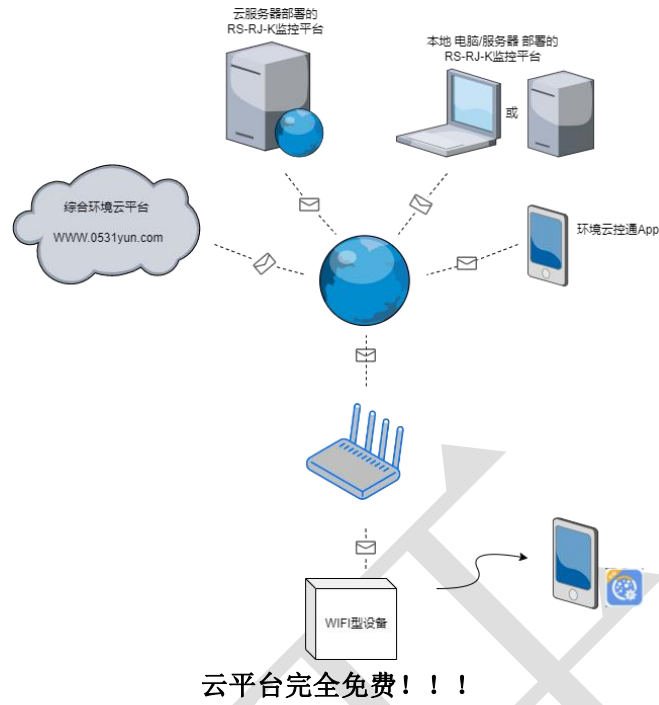 云服务器部署的
RS-RJ-K监控平台
本地 电脑/服务器 部署的
RS-RJ-K监控平台
或
综合环境云平台
WWW.0531yun.com
环境云控通App
WIFI型设备
云平台完全免费！！！